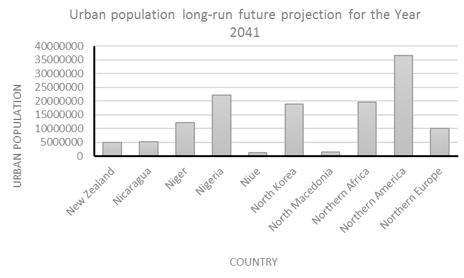 Urban population long-run future projection for the Year
2041
URBAN POPULATION
40000000
35000000
30000000
25000000
20000000
15000000
10000000
5000000
0
New Zealand
Nicaragua
Niger
Nigeria
Niue
North Korea
North Macedonia
Northern Africa
Northern America
Northern Europe
COUNTRY